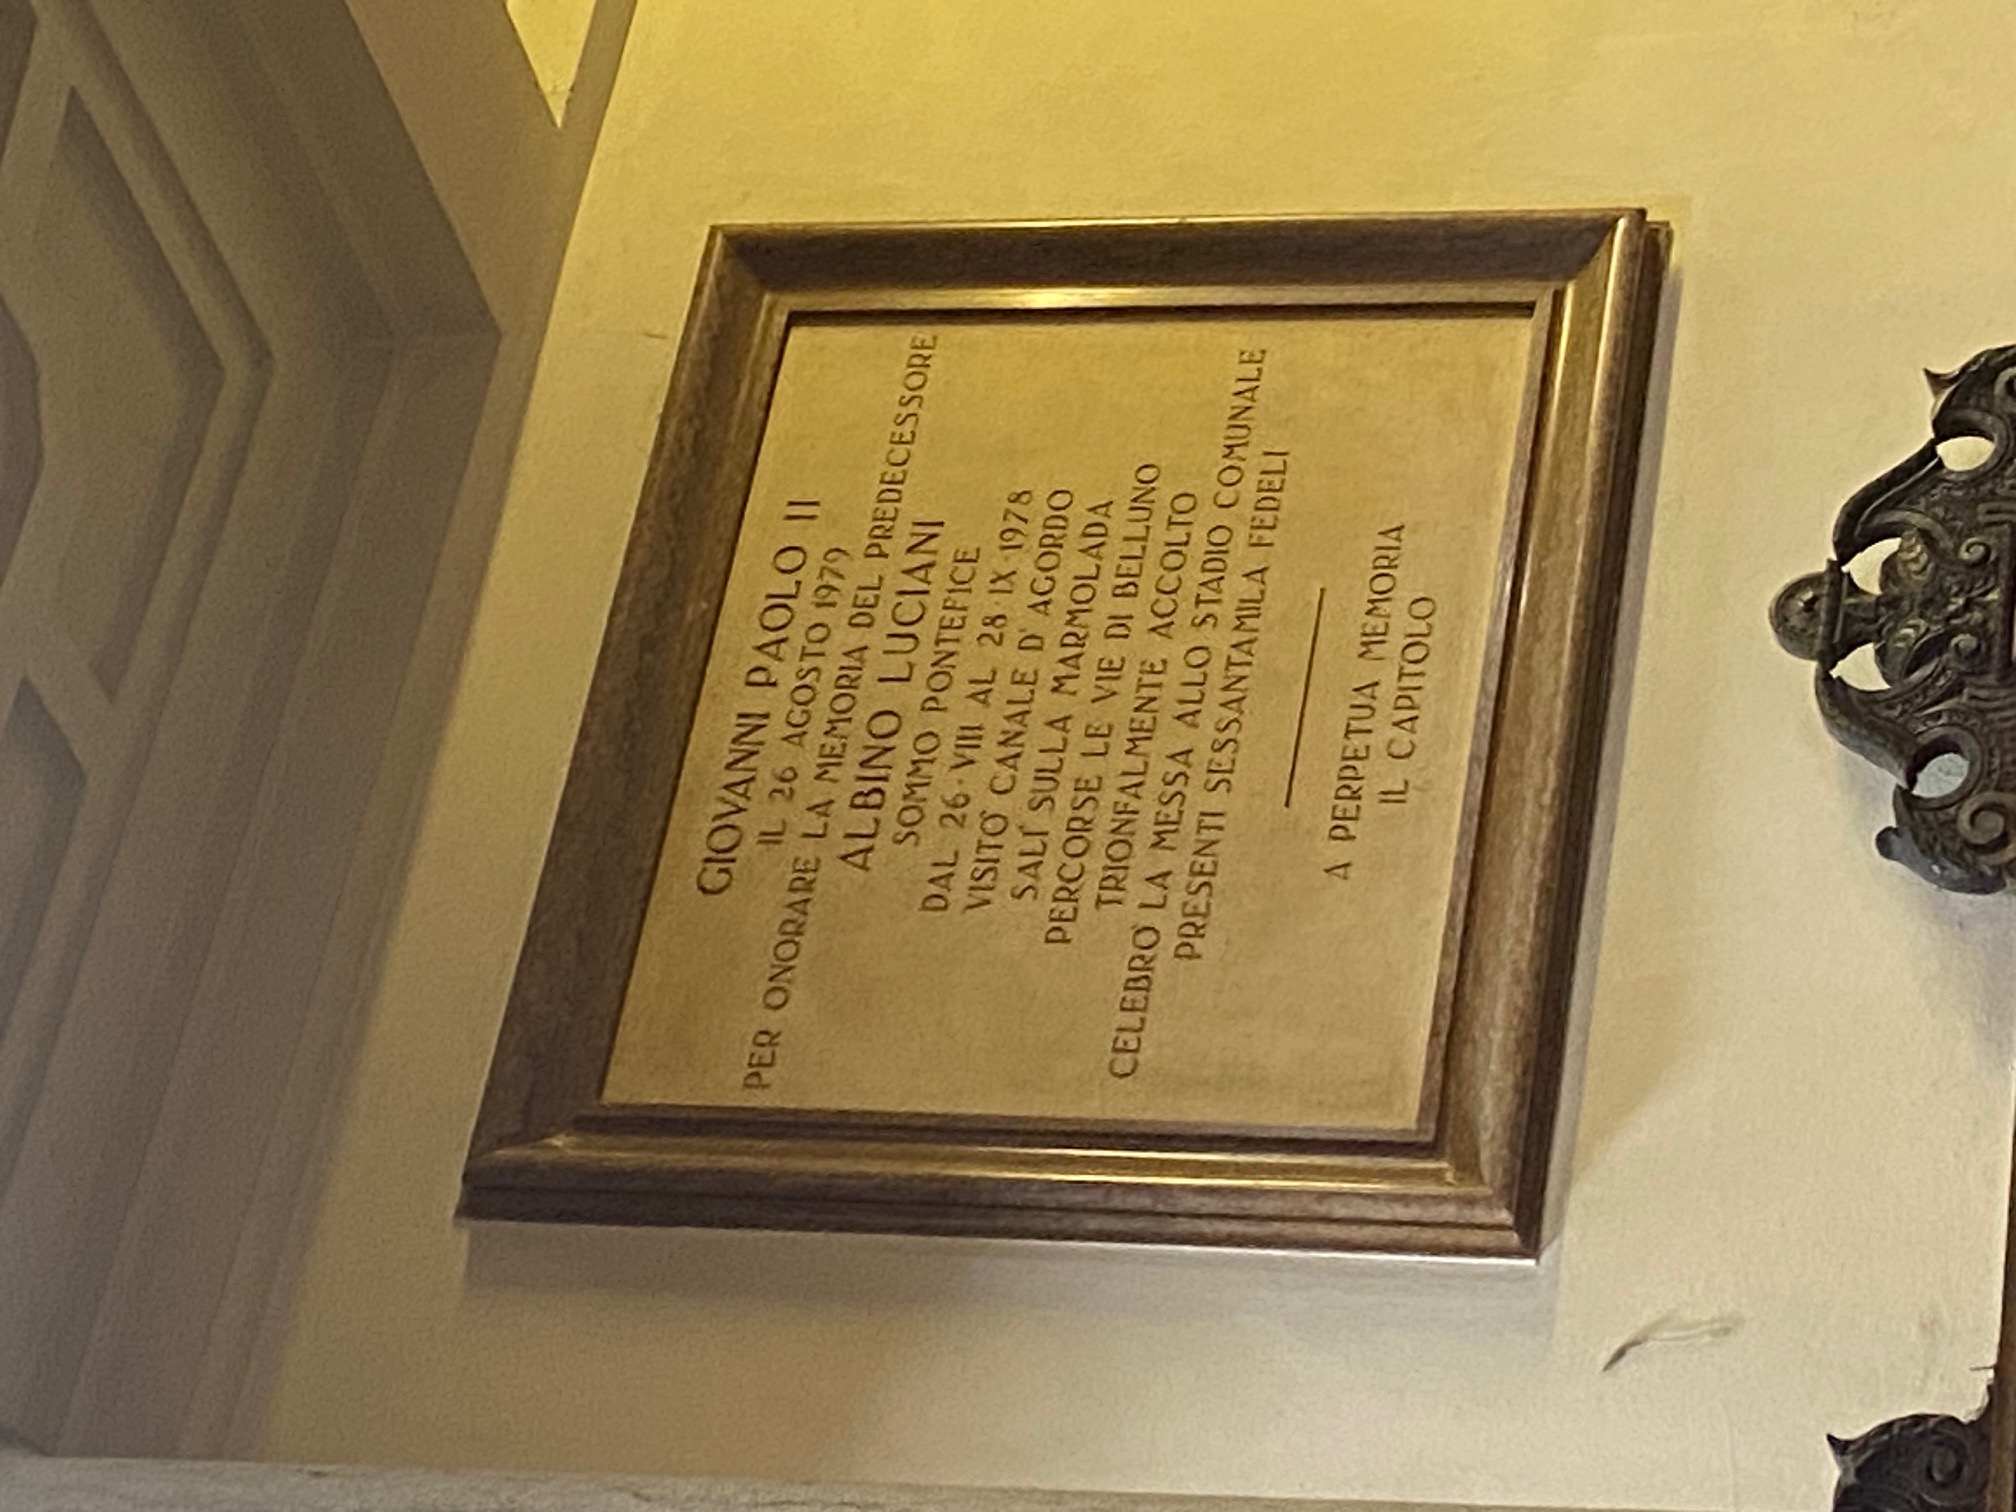 GIOVANNI PAOLO II
IL 26 AGOSTO 1979
PER ONORARE LA MEMORIA DEL PREDECESSORE
ALBINO LUCIANI
SOMMO PONTEFICE
DAL 26·VIII AL 28·IX·1978
VISITÒ CANALE D'AGORDO
SALÍ SULLA MARMOLADA
PERCORSE LE VIE DI BELLUNO
TRIONFALMENTE ACCOLTO
CELEBRÒ LA MESSA ALLO STADIO COMUNALE
PRESENTI SESSANTAMILA FEDELI
A PERPETUA MEMORIA
IL CAPITOLO